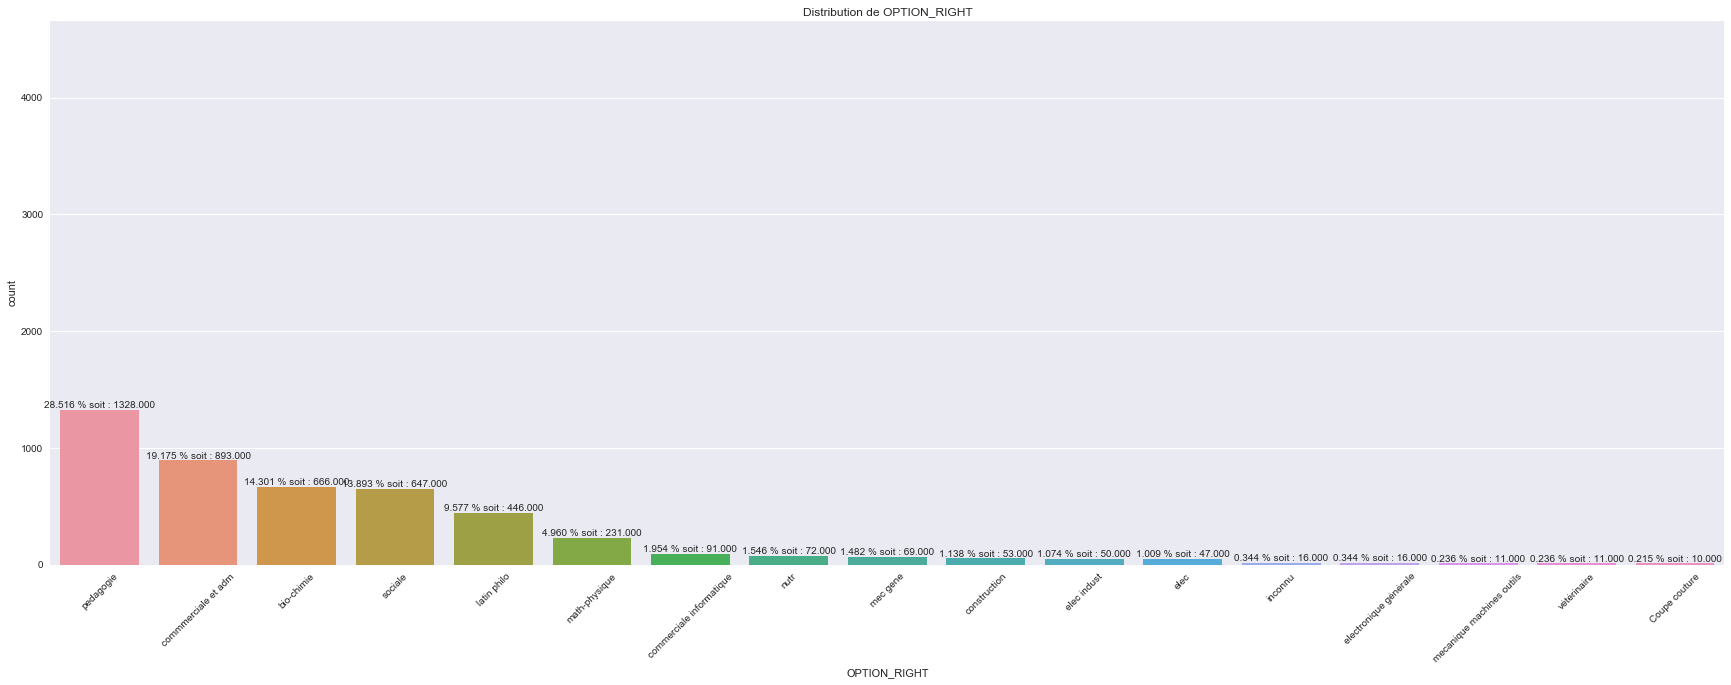 Distribution de OPTION_RIGHT
4000
3000
2000
1000
0
count
28.516 % soit : 1328.000
19.175 % soit : 893.000
14.301 % soit : 666.000
13.893 % soit : 647.000
9.577 % soit : 446.000
4.960 % soit : 231.000
1.954 % soit : 91.000
1.546 % soit : 72.000
1.482 % soit : 69.000
1.138 % soit : 53.000
1.074 % soit : 50.000
1.009 % soit : 47.000
0.344 % soit : 16.000
0.344 % soit : 16.000
0.236 % soit : 11.000
0.236 % soit : 11.000
0.215 % soit : 10.000
pedagogie
commmerciale et adm
bio-chimie
sociale
latin philo
math-physique
commerciale informatique
nutr
mec gene
construction
elec indust
elec
inconnu
electronique générale
mecanique machines outils
vétérinaire
Coupe couture
OPTION_RIGHT